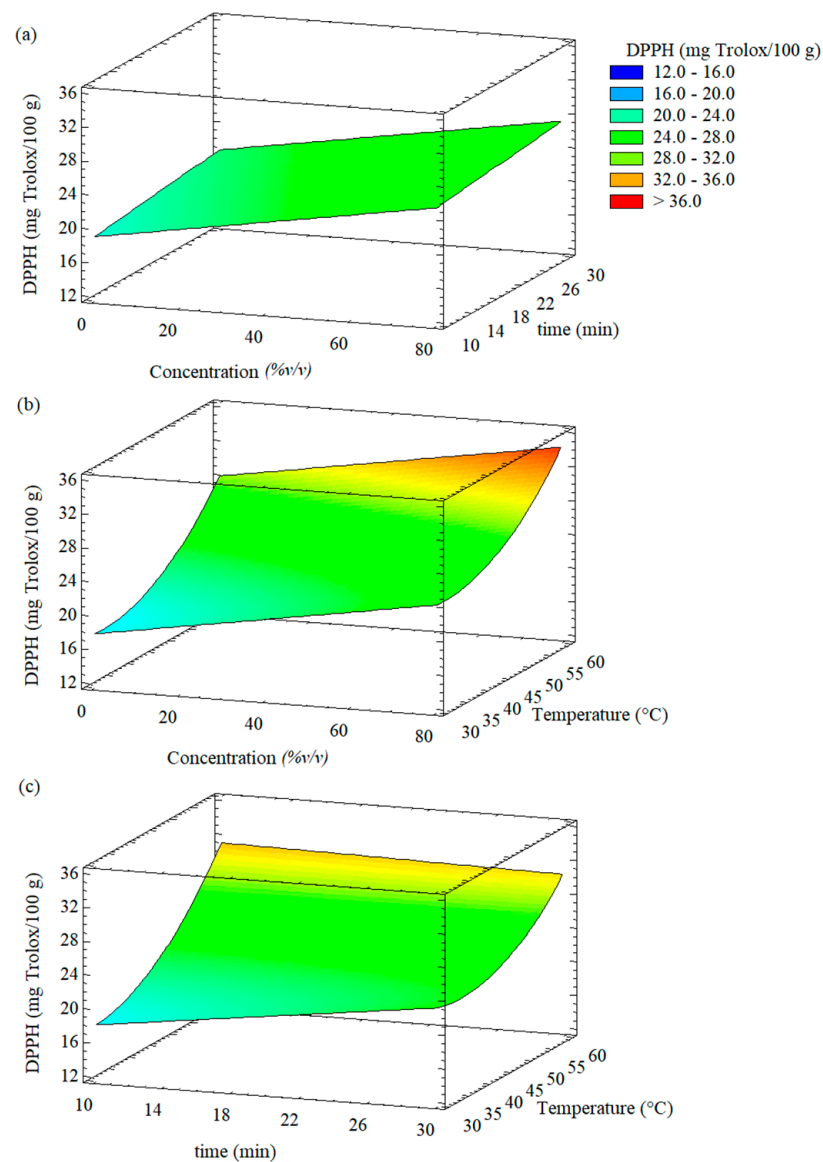 (a)
DPPH (mg Trolox/100 g)
12.0 - 16.0
16.0 - 20.0
20.0 - 24.0
24.0 - 28.0
28.0 - 32.0
32.0 - 36.0
> 36.0
DPPH (mg Trolox/100 g)
36
32
28
24
20
16
12
0 20 40 60 80
Concentration (%v/v)
10 14 18 22 26 30
time (min)
(b)
DPPH (mg Trolox/100 g)
36
32
28
24
20
16
12
0 20 40 60 80
Concentration (%v/v)
30 35 40 45 50 55 60
Temperature (°C)
(c)
DPPH (mg Trolox/100 g)
36
32
28
24
20
16
12
10 14 18 22 26 30
time (min)
30 35 40 45 50 55 60
Temperature (°C)